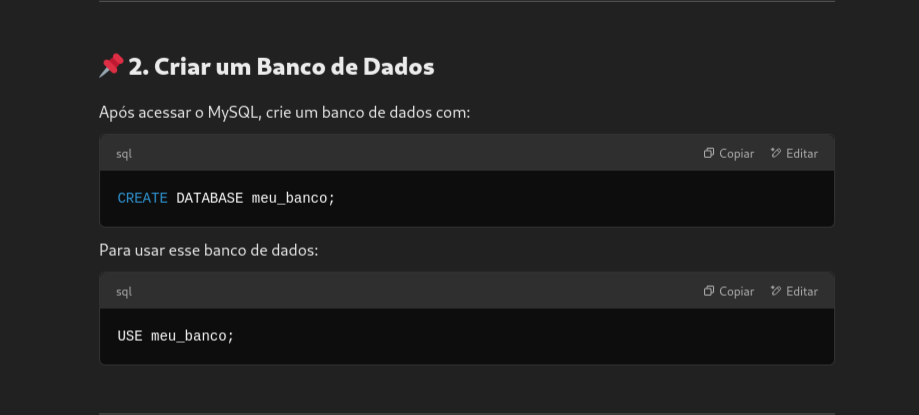 📌 2. Criar um Banco de Dados
Após acessar o MySQL, crie um banco de dados com:
sql Copiar Editar
CREATE DATABASE meu_banco;
Para usar esse banco de dados:
sql Copiar Editar
USE meu_banco;